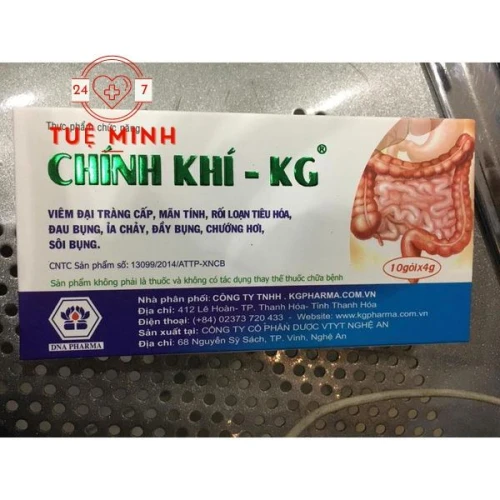 24
7
Thực phẩm chức năng
TUỆ MINH
CHÍNH KHÍ - KG®
VIÊM ĐẠI TRÀNG CẤP, MÃN TÍNH, RỐI LOẠN TIÊU HÓA,
ĐAU BỤNG, ỈA CHẢY, ĐẦY BỤNG, CHƯỚNG HƠI,
SÔI BỤNG.
CNTC Sản phẩm số: 13099/2014/ATTP-XNCB
10góix4g
Sản phẩm không phải là thuốc và không có tác dụng thay thế thuốc chữa bệnh
DNA PHARMA
Nhà phân phối: CÔNG TY TNHH . KGPHARMA.COM.VN
Địa chỉ: 412 Lê Hoàn- TP. Thanh Hóa- Tỉnh Thanh Hóa
Điện thoại: (+84) 02373 720 433 - Website: www.kgpharma.com.vn
Sản xuất tại: CÔNG TY CỔ PHẦN DƯỢC VTYT NGHỆ AN
Địa chỉ: 68 Nguyễn Sỹ Sách, TP. Vinh, Nghệ An